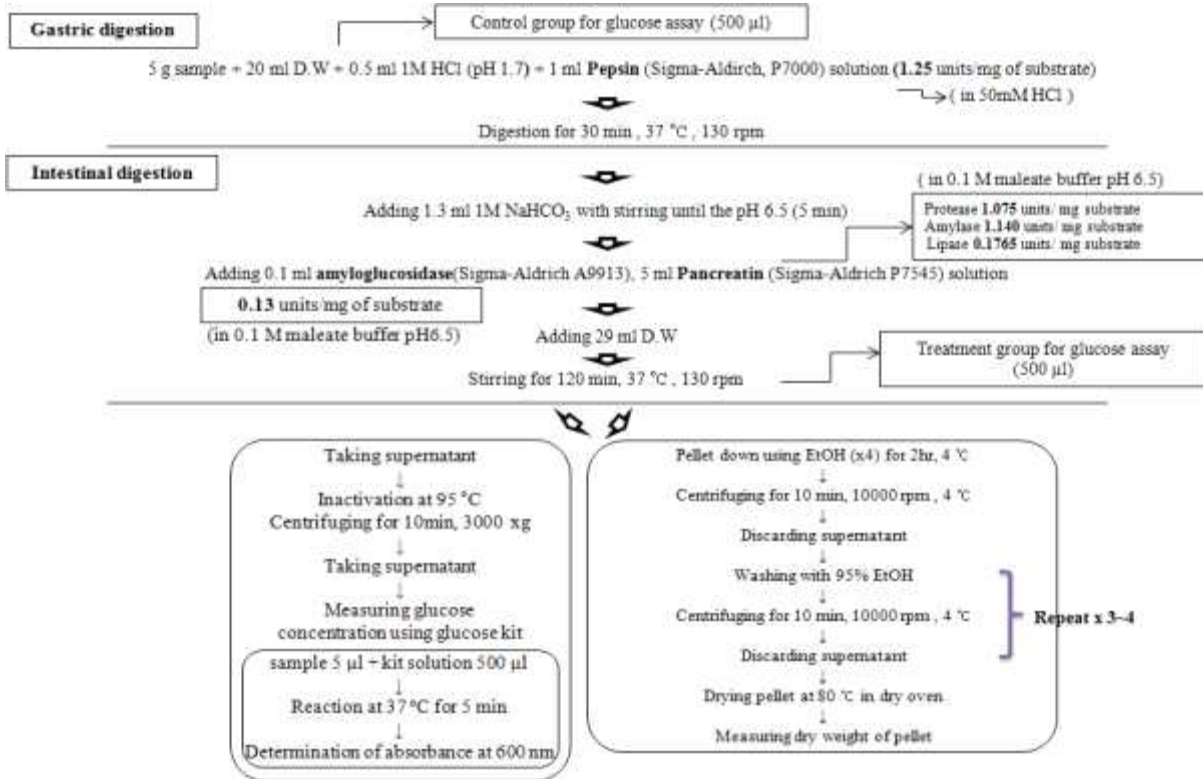 Control group for glucose assay (500 µl)
Gastric digestion
5 g sample + 20 ml D.W + 0.5 ml 1M HCl (pH 1.7) + 1 ml Pepsin (Sigma-Aldirch, P7000) solution (1.25 units/mg of substrate)
( in 50mM HCl )
Digestion for 30 min , 37 °C , 130 rpm
Intestinal digestion
( in 0.1 M maleate buffer pH 6.5)
Adding 1.3 ml 1M NaHCO3 with stirring until the pH 6.5 (5 min)
Protease 1.075 units/ mg substrate
Amylase 1.140 units/ mg substrate
Lipase 0.1765 units/ mg substrate
Adding 0.1 ml amyloglucosidase(Sigma-Aldrich A9913), 5 ml Pancreatin (Sigma-Aldrich P7545) solution
0.13 units/mg of substrate
(in 0.1 M maleate buffer pH6.5)
Adding 29 ml D.W
Treatment group for glucose assay
(500 µl)
Stirring for 120 min, 37 °C , 130 rpm
Taking supernatant
Inactivation at 95 °C
Centrifuging for 10min, 3000 xg
Taking supernatant
Measuring glucose
concentration using glucose kit
sample 5 µl + kit solution 500 µl
Reaction at 37 °C for 5 min
Determination of absorbance at 600 nm
Pellet down using EtOH (x4) for 2hr, 4 ℃
Centrifuging for 10 min, 10000 rpm , 4 ℃
Discarding supernatant
Washing with 95% EtOH
Centrifuging for 10 min, 10000 rpm , 4 ℃
Repeat x 3~4
Discarding supernatant
Drying pellet at 80 ℃ in dry oven
Measuring dry weight of pellet